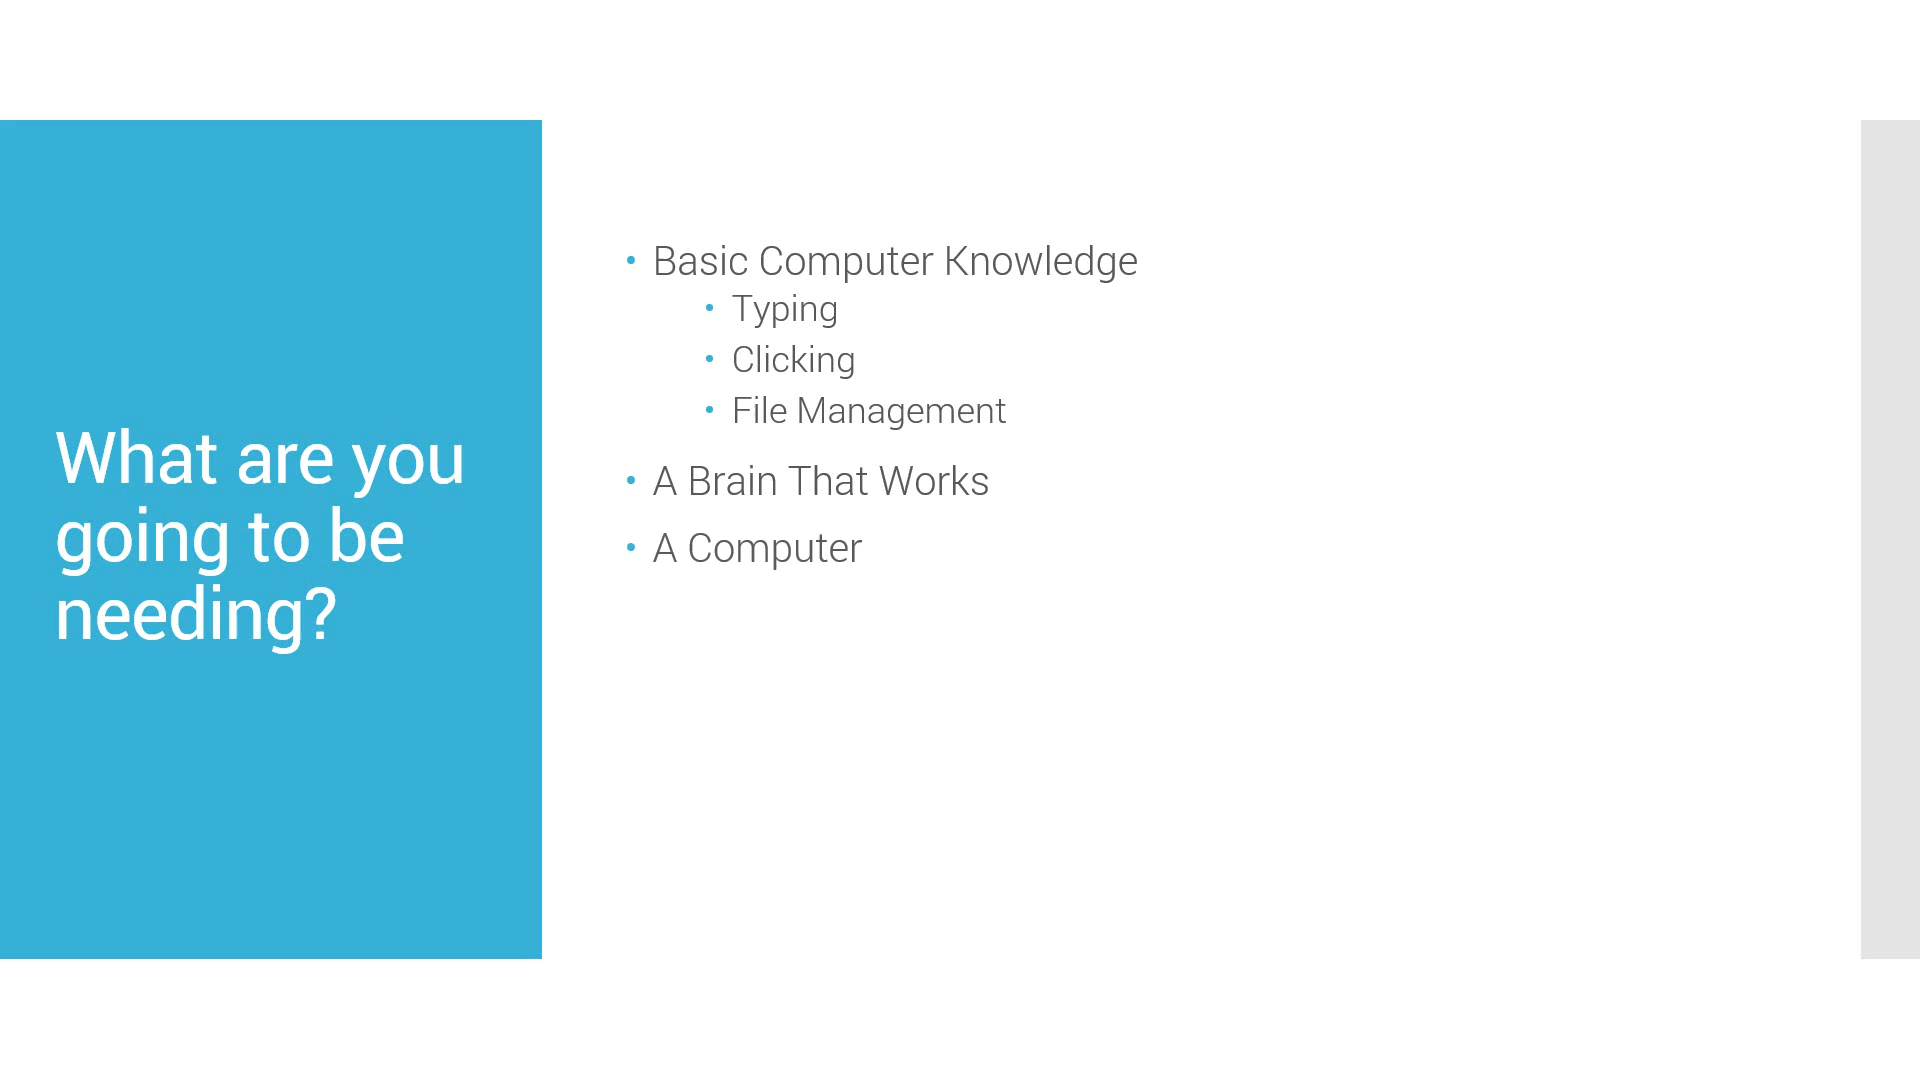 What are you
going to be
needing?
• Basic Computer Knowledge
• Typing
• Clicking
• File Management
• A Brain That Works
• A Computer